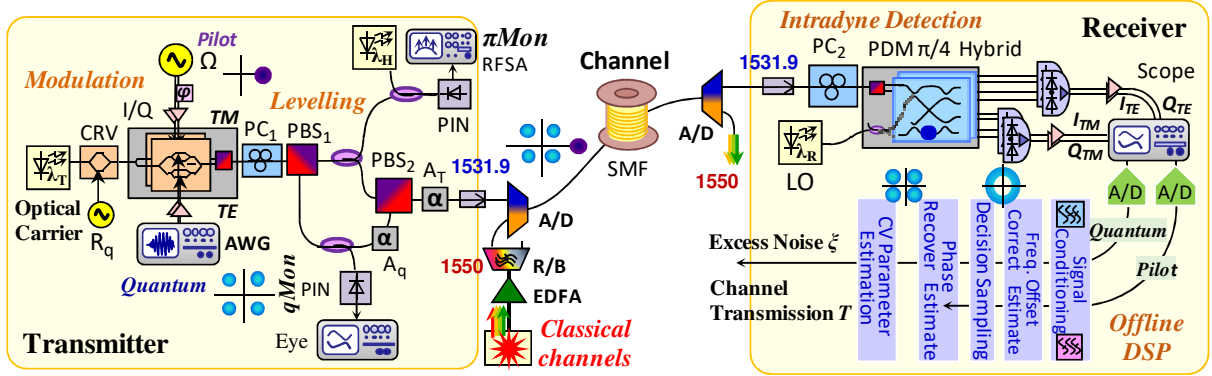 Modulation
Pilot
Ω
φ
I/Q
TM
CRV
λT
Optical
Carrier
Rq
TE
AWG
Quantum
Transmitter
Levelling
PC1
PBS1
λH
πMon
RFSA
PIN
PBS2
AT
α
α
Aq
qMon
PIN
Eye
1531.9
A/D
1550
R/B
EDFA
Classical
channels
Channel
SMF
A/D
1550
1531.9
Intradyne Detection
Receiver
PC2
PDM π/4 Hybrid
λR
LO
Scope
ITE
QTE
ITM
QTM
A/D
A/D
Quantum
Pilot
Signal
Conditioning
Freq. Offset
Correct Estimate
Decision Sampling
Phase
Recover Estimate
CV Parameter
Estimation
Excess Noise ξ
Channel
Transmission T
Offline
DSP